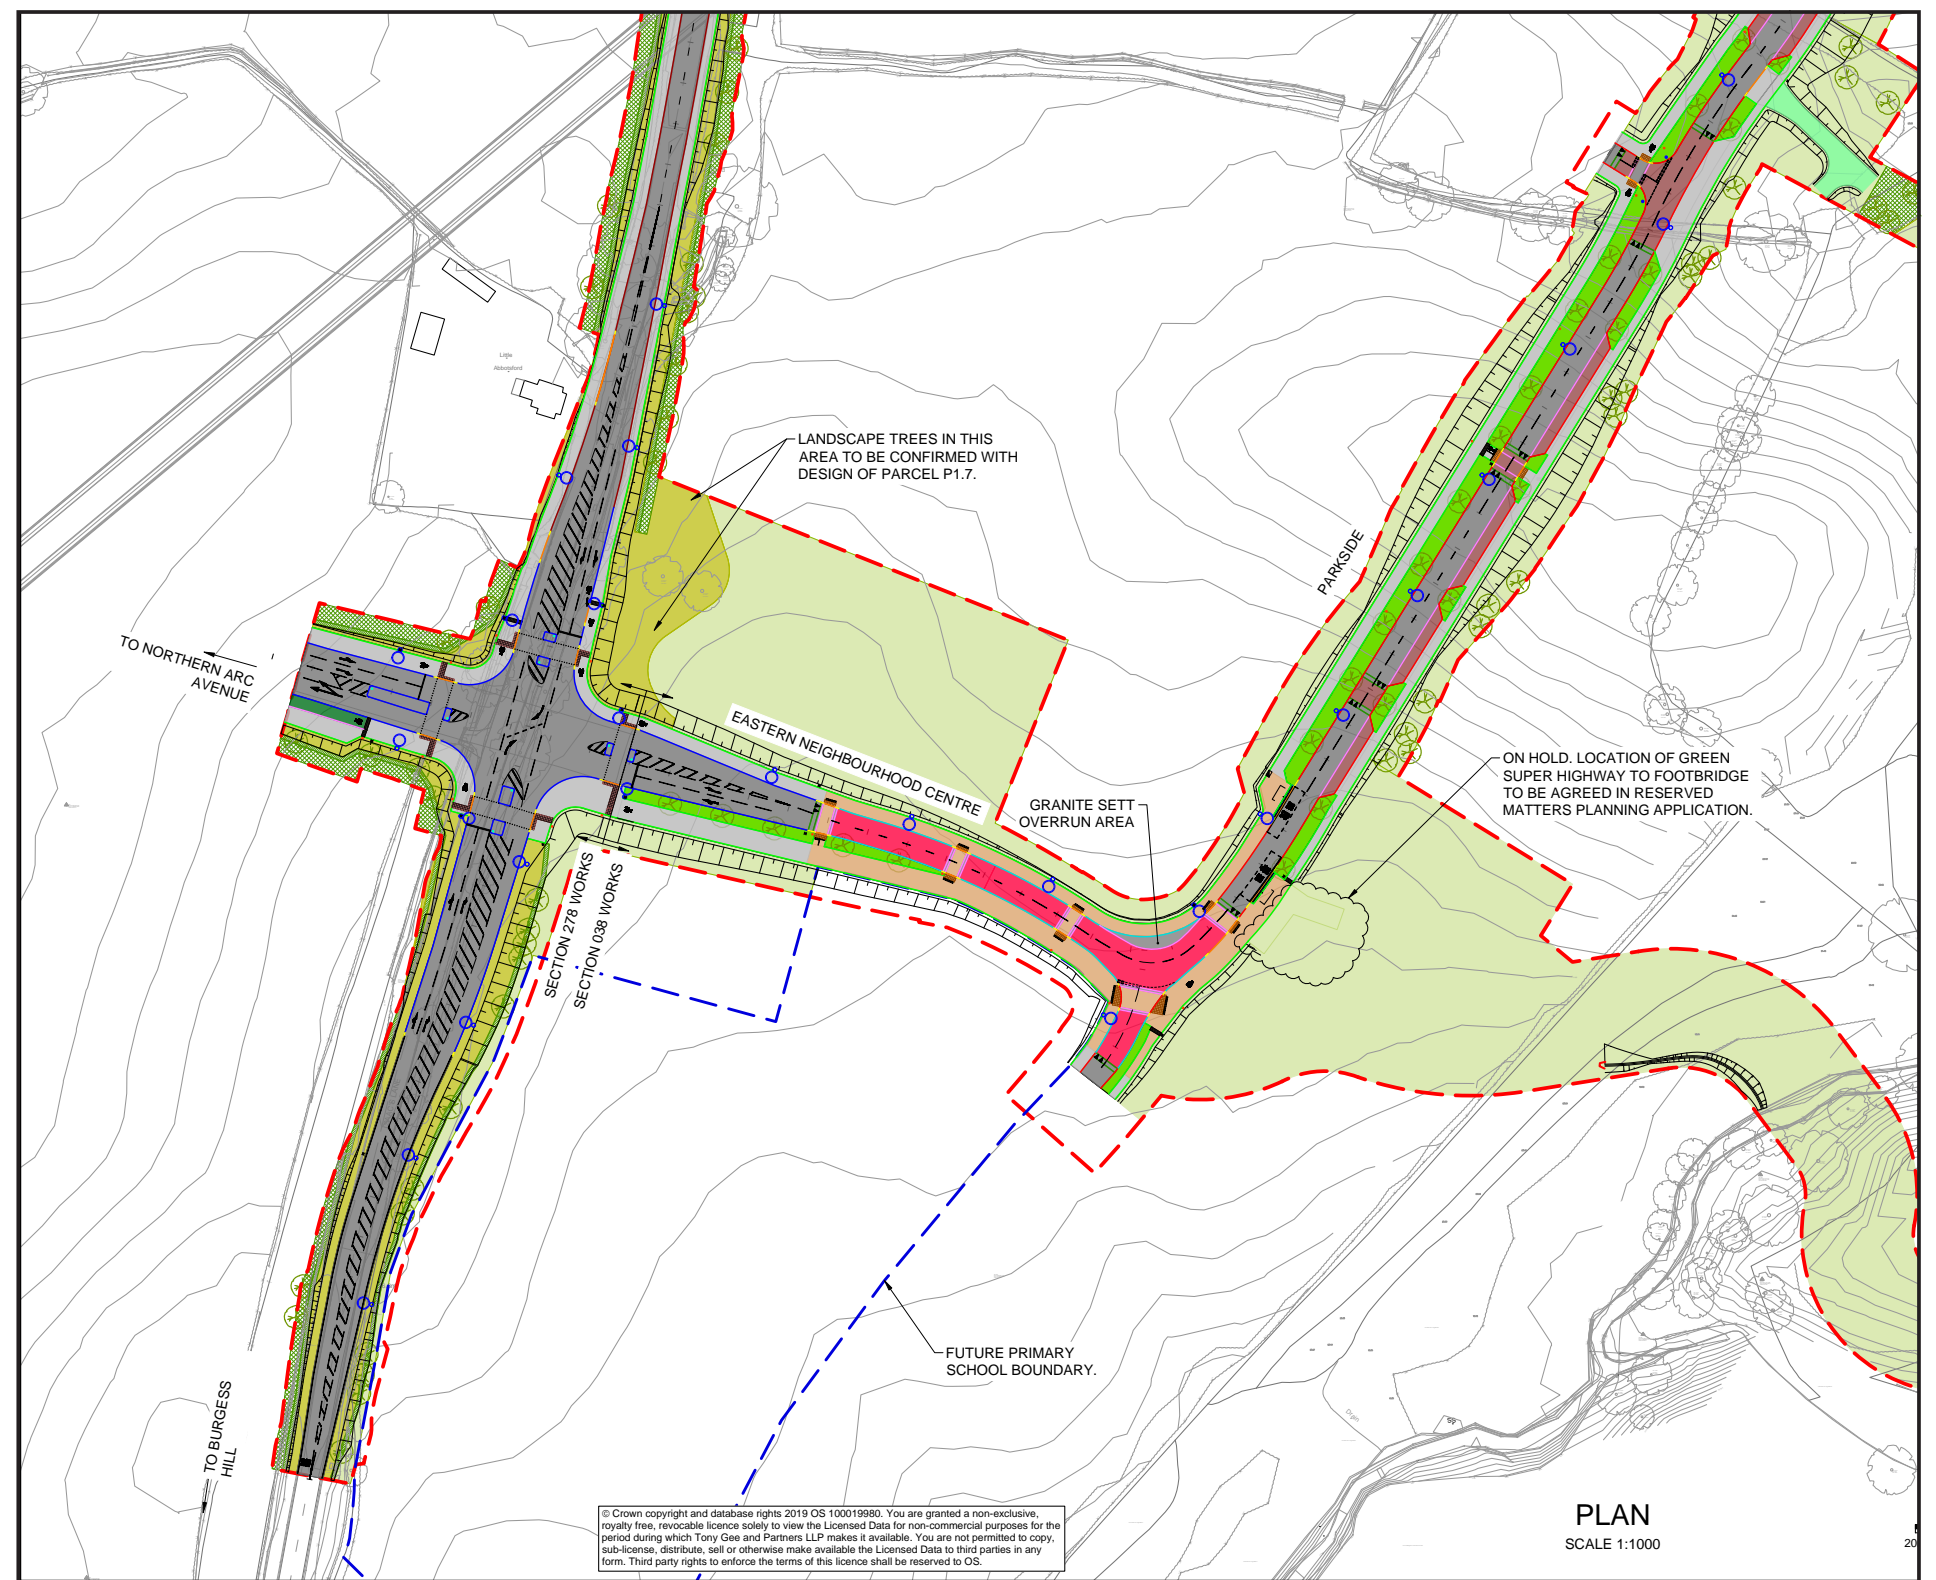 Little
Abbotsford
LANDSCAPE TREES IN THIS
AREA TO BE CONFIRMED WITH
DESIGN OF PARCEL P1.7.
PARKSIDE
TO NORTHERN ARC
AVENUE
EASTERN NEIGHBOURHOOD CENTRE
GRANITE SETT
OVERRUN AREA
ON HOLD. LOCATION OF GREEN
SUPER HIGHWAY TO FOOTBRIDGE
TO BE AGREED IN RESERVED
MATTERS PLANNING APPLICATION.
SECTION 278 WORKS
SECTION 038 WORKS
FUTURE PRIMARY
SCHOOL BOUNDARY.
TO BURGESS
HILL
Drain
© Crown copyright and database rights 2019 OS 100019980. You are granted a non-exclusive,
royalty free, revocable licence solely to view the Licensed Data for non-commercial purposes for the
period during which Tony Gee and Partners LLP makes it available. You are not permitted to copy,
sub-license, distribute, sell or otherwise make available the Licensed Data to third parties in any
form. Third party rights to enforce the terms of this licence shall be reserved to OS.
PLAN
SCALE 1:1000
20